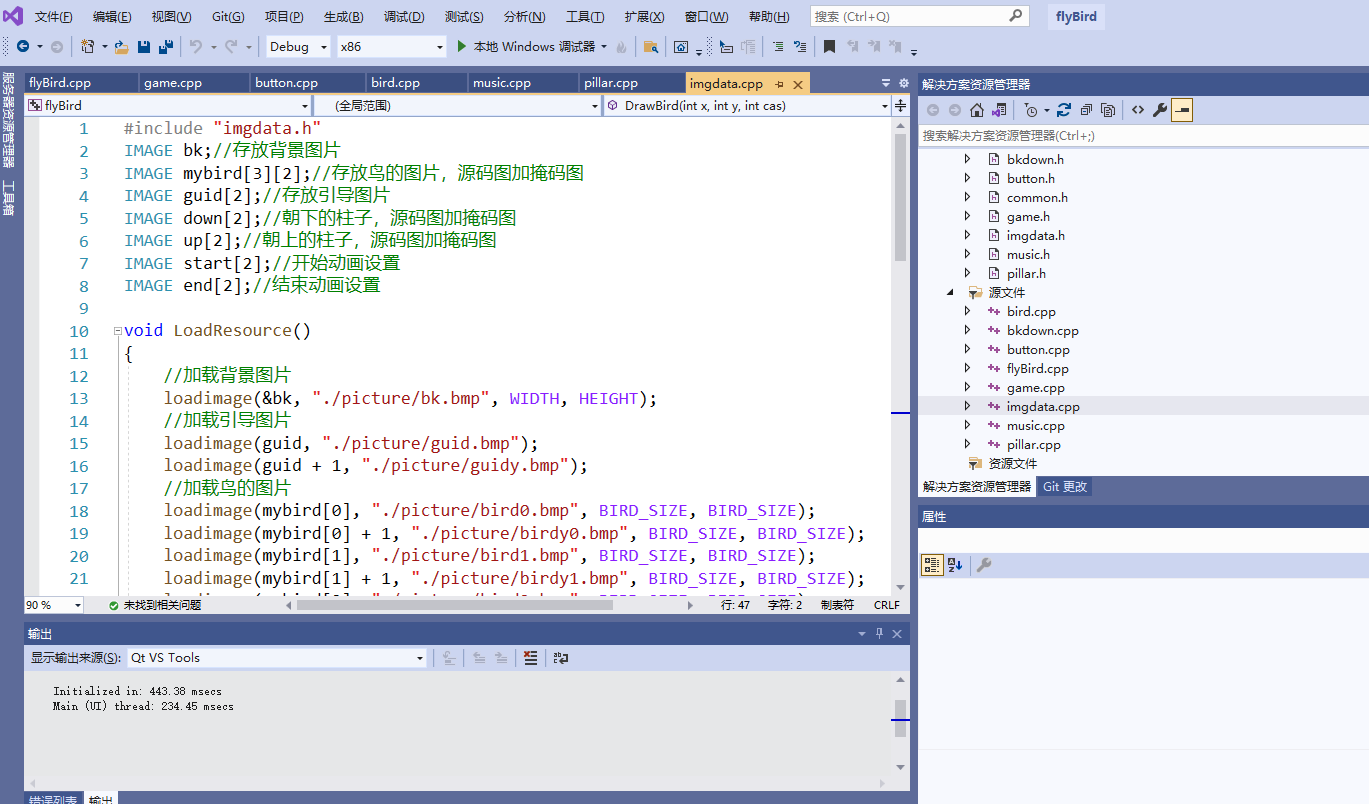 文件(F) 编辑(E) 视图(V) Git(G) 项目(P) 生成(B) 调试(D) 测试(S) 分析(N) 工具(T) 扩展(X) 窗口(W) 帮助(H) 搜索 (Ctrl+Q) flyBird
Debug x86 本地 Windows 调试器
服务器资源管理器
工具箱
flyBird.cpp game.cpp button.cpp bird.cpp music.cpp pillar.cpp imgdata.cpp
flyBird (全局范围) DrawBird(int x, int y, int cas)
1 #include "imgdata.h"
2 IMAGE bk;//存放背景图片
3 IMAGE mybird[3][2];//存放鸟的图片，源码图加掩码图
4 IMAGE guid[2];//存放引导图片
5 IMAGE down[2];//朝下的柱子，源码图加掩码图
6 IMAGE up[2];//朝上的柱子，源码图加掩码图
7 IMAGE start[2];//开始动画设置
8 IMAGE end[2];//结束动画设置
9
10 void LoadResource()
11 {
12 //加载背景图片
13 loadimage(&bk, "./picture/bk.bmp", WIDTH, HEIGHT);
14 //加载引导图片
15 loadimage(guid, "./picture/guid.bmp");
16 loadimage(guid + 1, "./picture/guidy.bmp");
17 //加载鸟的图片
18 loadimage(mybird[0], "./picture/bird0.bmp", BIRD_SIZE, BIRD_SIZE);
19 loadimage(mybird[0] + 1, "./picture/birdy0.bmp", BIRD_SIZE, BIRD_SIZE);
20 loadimage(mybird[1], "./picture/bird1.bmp", BIRD_SIZE, BIRD_SIZE);
21 loadimage(mybird[1] + 1, "./picture/birdy1.bmp", BIRD_SIZE, BIRD_SIZE);
90 % 未找到相关问题 行: 47 字符: 2 制表符 CRLF
输出
显示输出来源(S): Qt VS Tools
Initialized in: 443.38 msecs
Main (UI) thread: 234.45 msecs
错误列表 输出
解决方案资源管理器
搜索解决方案资源管理器(Ctrl+;)
bkdown.h
button.h
common.h
game.h
imgdata.h
music.h
pillar.h
源文件
bird.cpp
bkdown.cpp
button.cpp
flyBird.cpp
game.cpp
imgdata.cpp
music.cpp
pillar.cpp
资源文件
解决方案资源管理器 Git 更改
属性